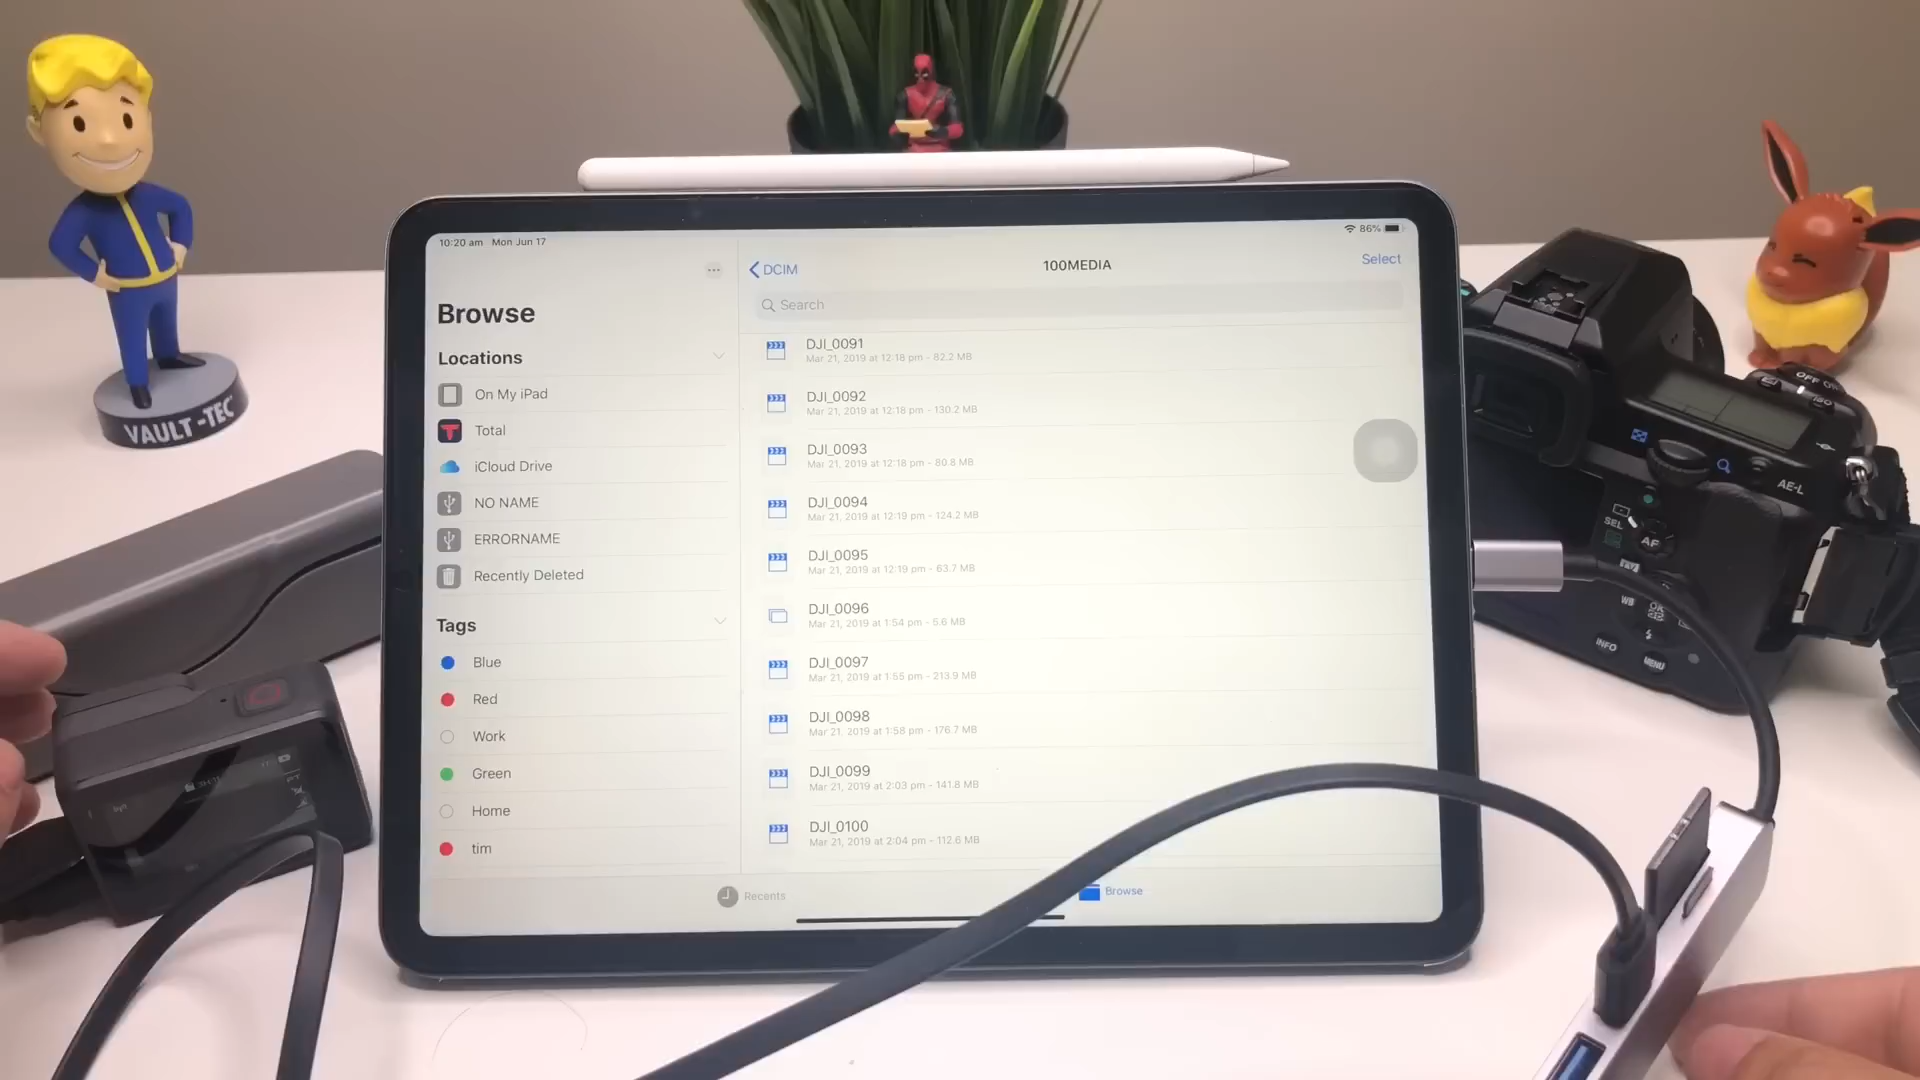 VAULT-TEC
10:20 am Mon Jun 17
86%
Browse
Locations
On My iPad
Total
iCloud Drive
NO NAME
ERRORNAME
Recently Deleted
Tags
Blue
Red
Work
Green
Home
tim
DCIM
100MEDIA
Select
Search
DJI_0091
Mar 21, 2019 at 12:18 pm - 82.2 MB
DJI_0092
Mar 21, 2019 at 12:18 pm - 130.2 MB
DJI_0093
Mar 21, 2019 at 12:18 pm - 80.8 MB
DJI_0094
Mar 21, 2019 at 12:19 pm - 124.2 MB
DJI_0095
Mar 21, 2019 at 12:19 pm - 63.7 MB
DJI_0096
Mar 21, 2019 at 1:54 pm - 5.6 MB
DJI_0097
Mar 21, 2019 at 1:55 pm - 213.9 MB
DJI_0098
Mar 21, 2019 at 1:58 pm - 176.7 MB
DJI_0099
Mar 21, 2019 at 2:03 pm - 141.8 MB
DJI_0100
Mar 21, 2019 at 2:04 pm - 112.6 MB
Recents
Browse
OFF ON
ISO
AE-L
SEL
AF
WB
OK
INFO
MENU